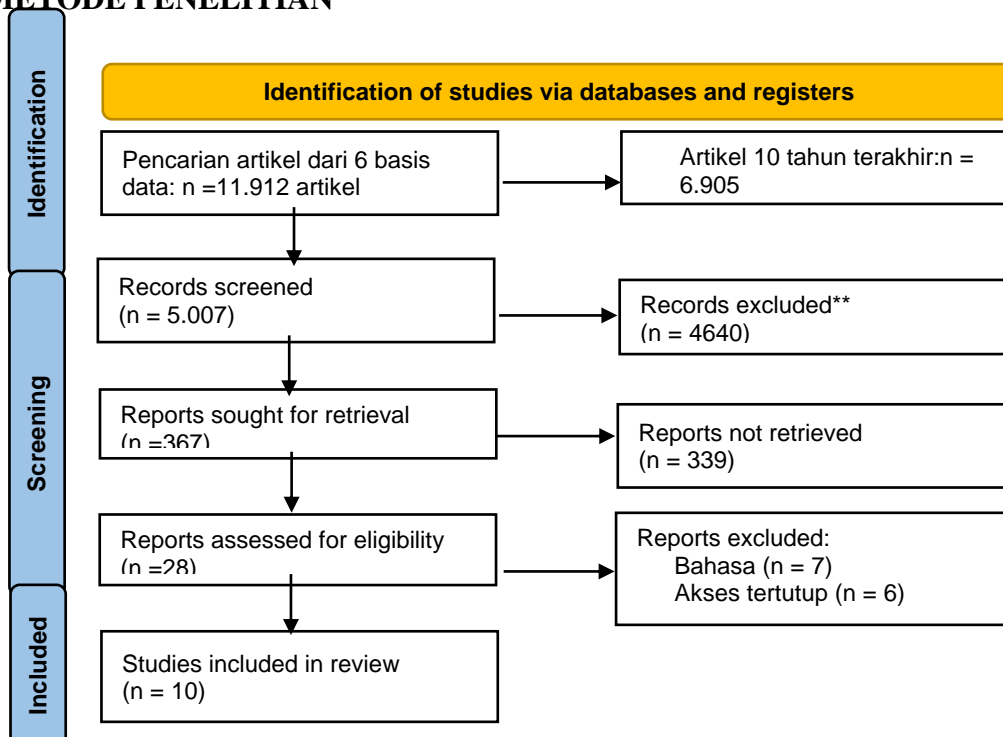 METODE PENELITIAN
Identification
Identification of studies via databases and registers
Pencarian artikel dari 6 basis
data: n =11.912 artikel
Artikel 10 tahun terakhir:n =
6.905
Screening
Records screened
(n = 5.007)
Records excluded**
(n = 4640)
Reports sought for retrieval
(n =367)
Reports not retrieved
(n = 339)
Reports assessed for eligibility
(n =28)
Reports excluded:
Bahasa (n = 7)
Akses tertutup (n = 6)
Included
Studies included in review
(n = 10)